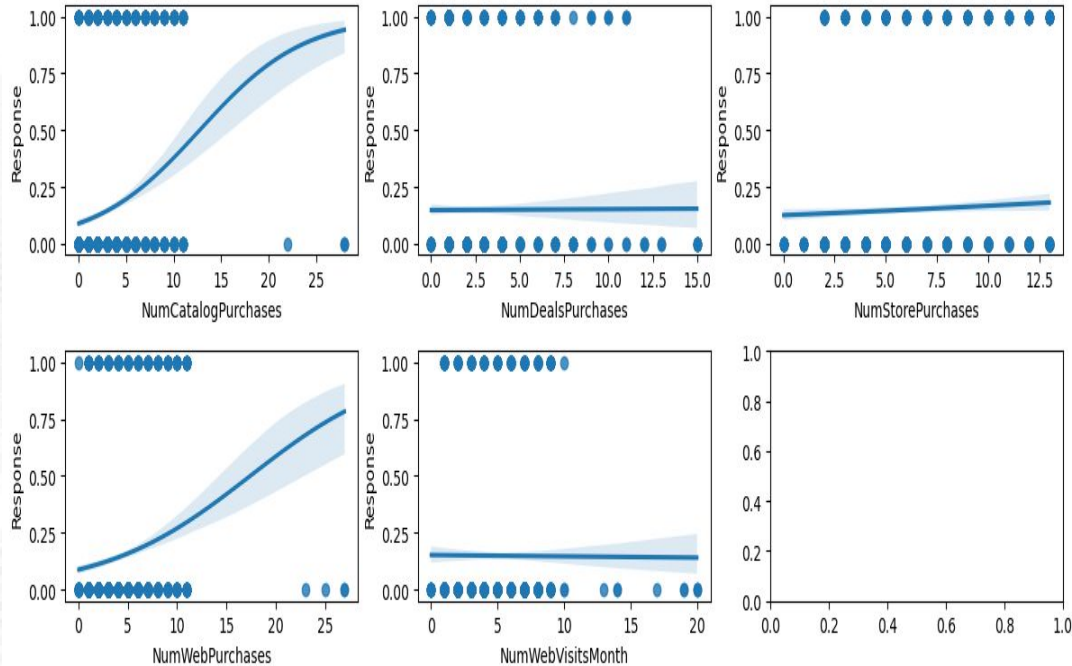 1.00
0.75
0.50
0.25
0.00
Response
0 5 10 15 20 25
NumCatalogPurchases
1.00
0.75
0.50
0.25
0.00
Response
0.0 2.5 5.0 7.5 10.0 12.5 15.0
NumDealsPurchases
1.00
0.75
0.50
0.25
0.00
Response
0.0 2.5 5.0 7.5 10.0 12.5
NumStorePurchases
1.00
0.75
0.50
0.25
0.00
Response
0 5 10 15 20 25
NumWebPurchases
1.00
0.75
0.50
0.25
0.00
Response
0 5 10 15 20
NumWebVisitsMonth
1.0
0.8
0.6
0.4
0.2
0.0
0.0 0.2 0.4 0.6 0.8 1.0